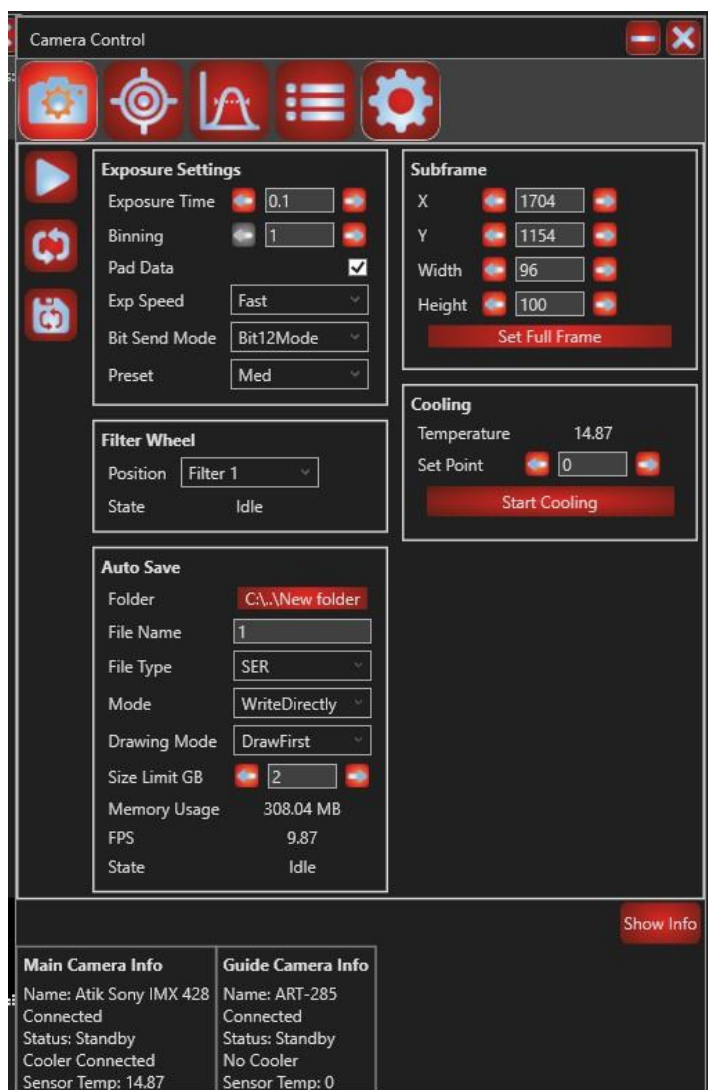 Camera Control
Exposure Settings
Exposure Time 0.1
Binning 1
Pad Data
Exp Speed Fast
Bit Send Mode Bit12Mode
Preset Med
Filter Wheel
Position Filter 1
State Idle
Auto Save
Folder C:\..\New folder
File Name 1
File Type SER
Mode WriteDirectly
Drawing Mode DrawFirst
Size Limit GB 2
Memory Usage 308.04 MB
FPS 9.87
State Idle
Subframe
X 1704
Y 1154
Width 96
Height 100
Set Full Frame
Cooling
Temperature 14.87
Set Point 0
Start Cooling
Show Info
Main Camera Info
Name: Atik Sony IMX 428
Connected
Status: Standby
Cooler Connected
Sensor Temp: 14.87
Guide Camera Info
Name: ART-285
Connected
Status: Standby
No Cooler
Sensor Temp: 0